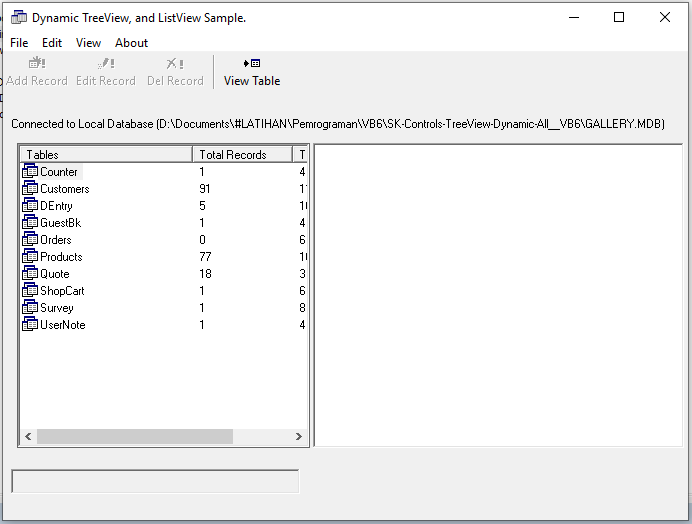 Dynamic TreeView, and ListView Sample.
File Edit View About
Add Record Edit Record Del Record View Table
Connected to Local Database (D:\Documents\#LATIHAN\Pemrograman\VB6\SK-Controls-TreeView-Dynamic-All__VB6\GALLERY.MDB)
Tables Total Records T
Counter 1 4
Customers 91 11
DEntry 5 10
GuestBk 1 4
Orders 0 6
Products 77 10
Quote 18 3
ShopCart 1 6
Survey 1 8
UserNote 1 4